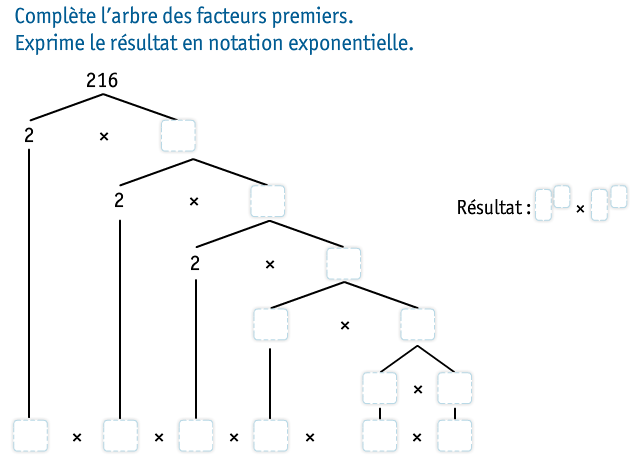 Complète l'arbre des facteurs premiers.
Exprime le résultat en notation exponentielle.
216
2 ×
2 ×
Résultat : ×
2 ×
×
×
× × × × ×